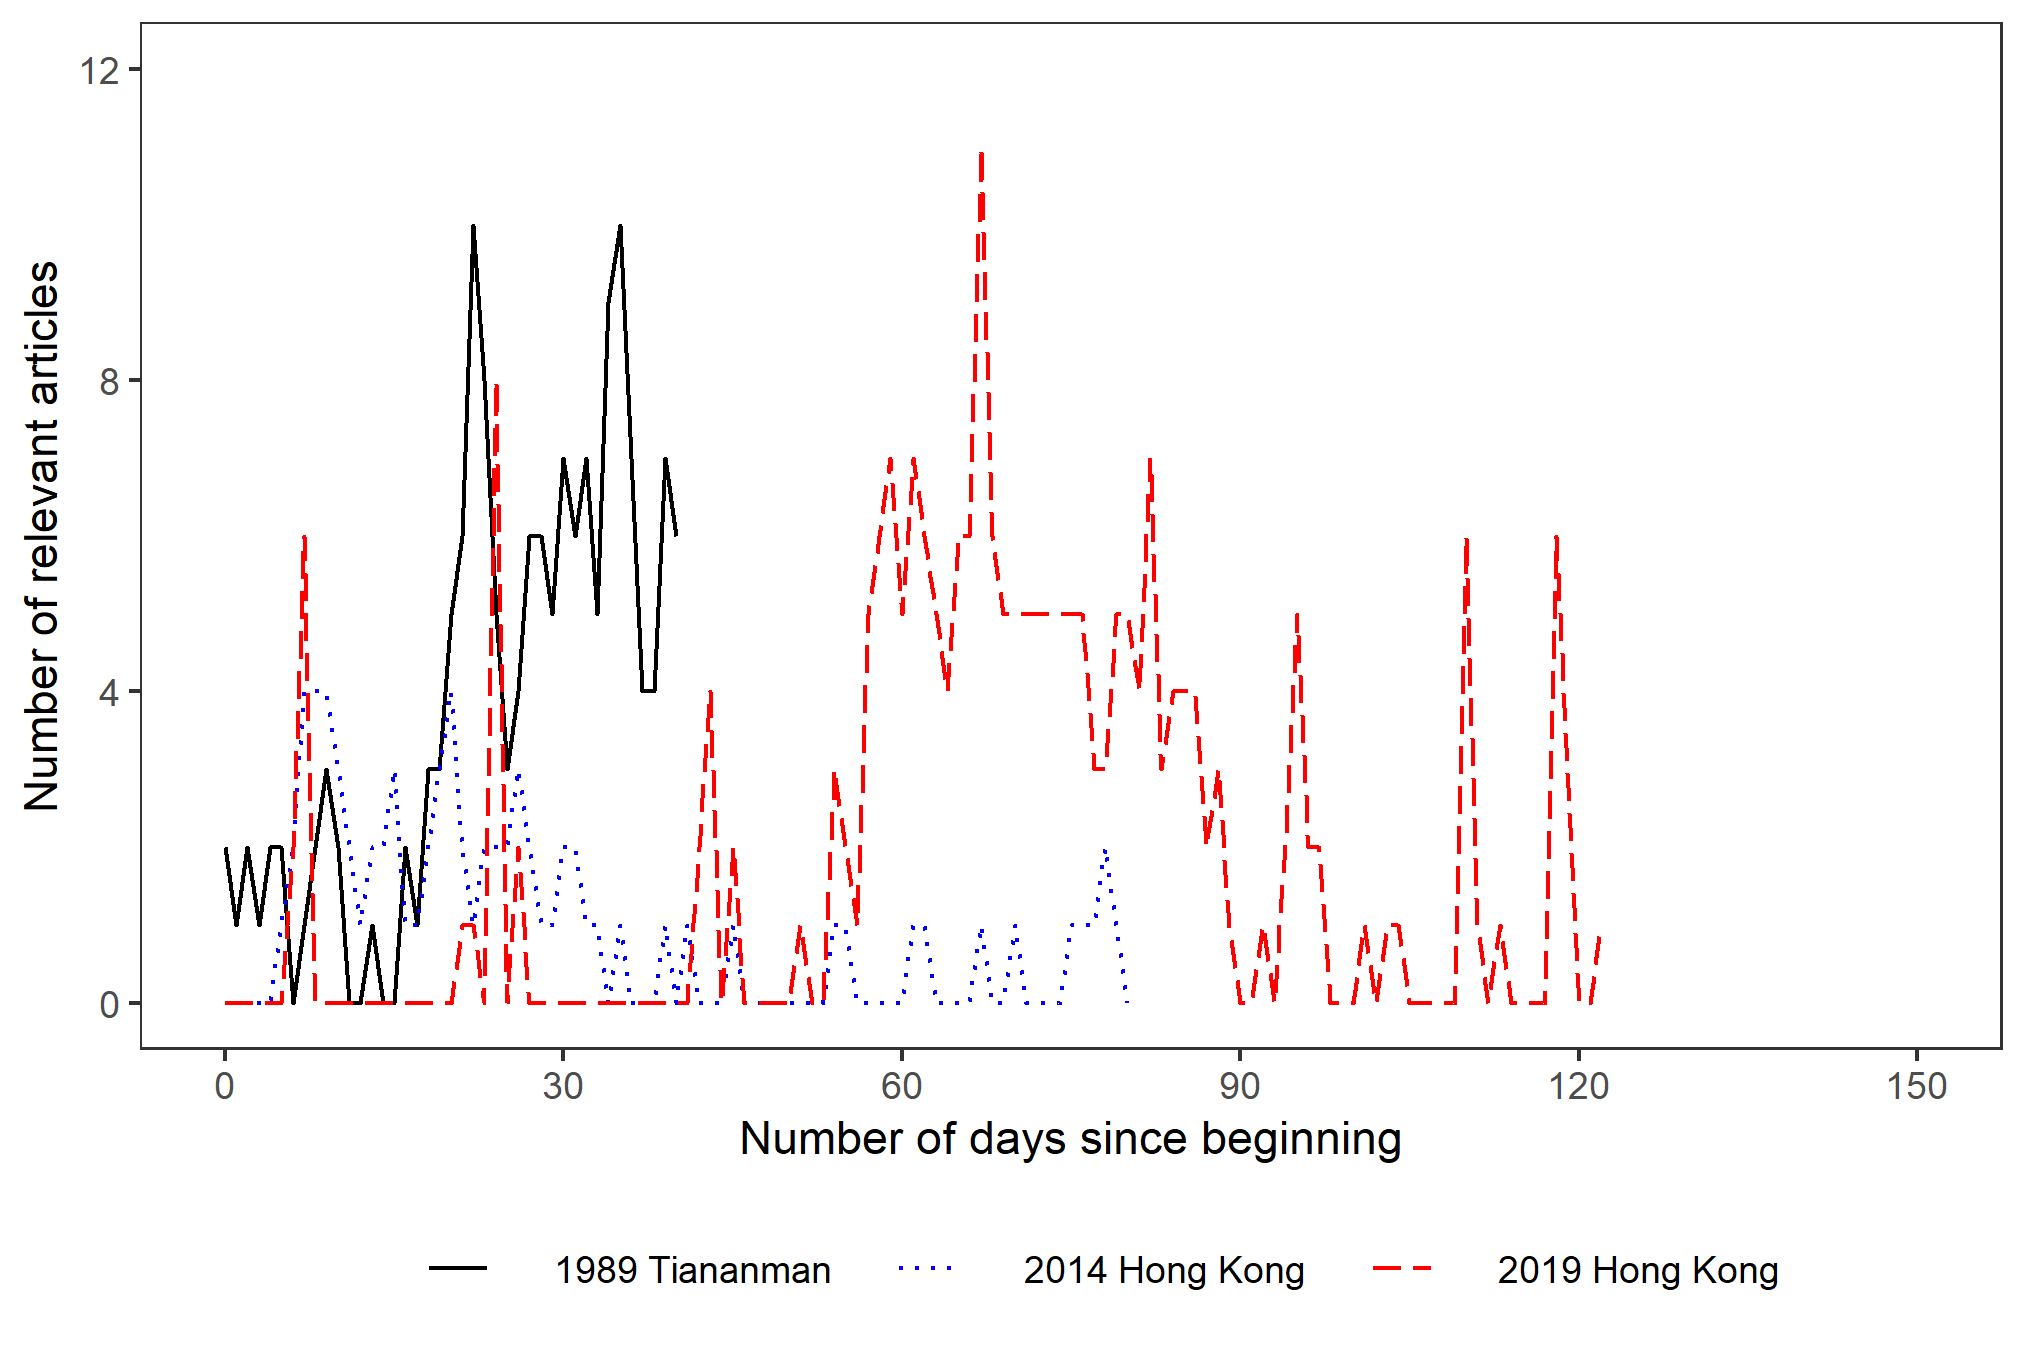 Number of relevant articles
12
8
4
0
0 30 60 90 120 150
Number of days since beginning
1989 Tiananman 2014 Hong Kong 2019 Hong Kong